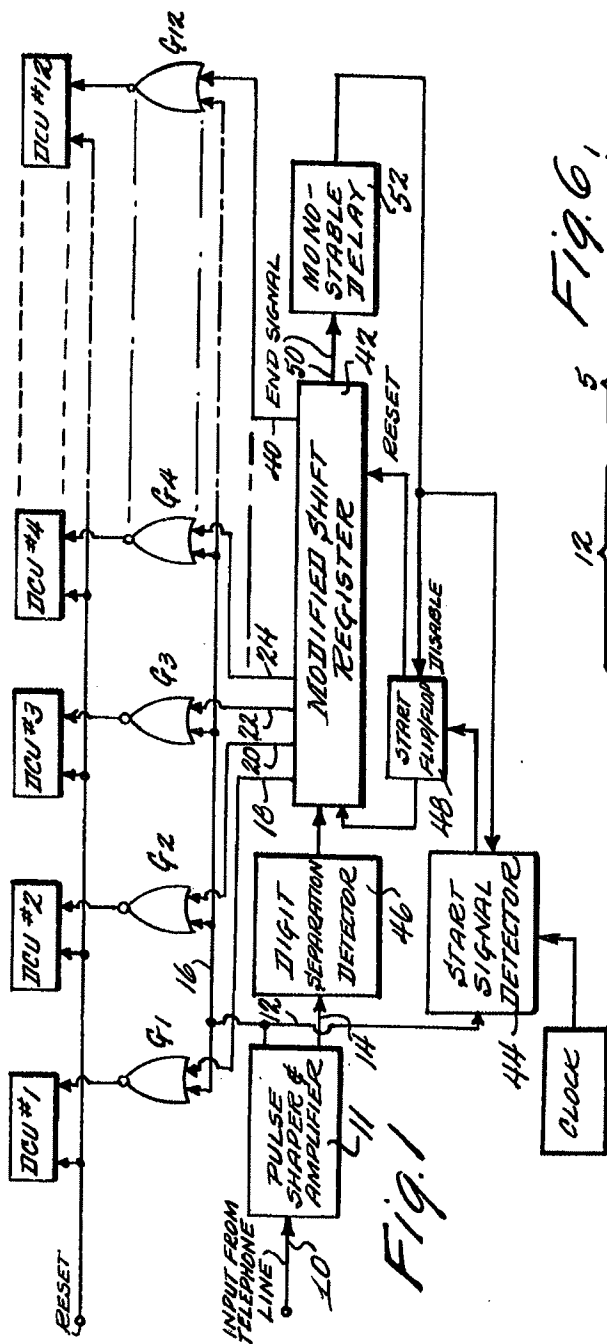 RESET
DCU #1
DCU #2
DCU #3
DCU #4
DCU #12
G1
G2
G3
G4
G12
16
18
20
22
24
40
END SIGNAL
50
INPUT FROM
TELEPHONE
LINE
10
PULSE
SHAPER &
AMPLIFIER
11
12
14
DIGIT
SEPARATION
DETECTOR
46
MODIFIED SHIFT
REGISTER
42
MONO-
STABLE
DELAY
52
START
FLIP/FLOP
48
DISABLE
RESET
START
SIGNAL
DETECTOR
44
CLOCK
Fig. 1
12
5
Fig. 6,